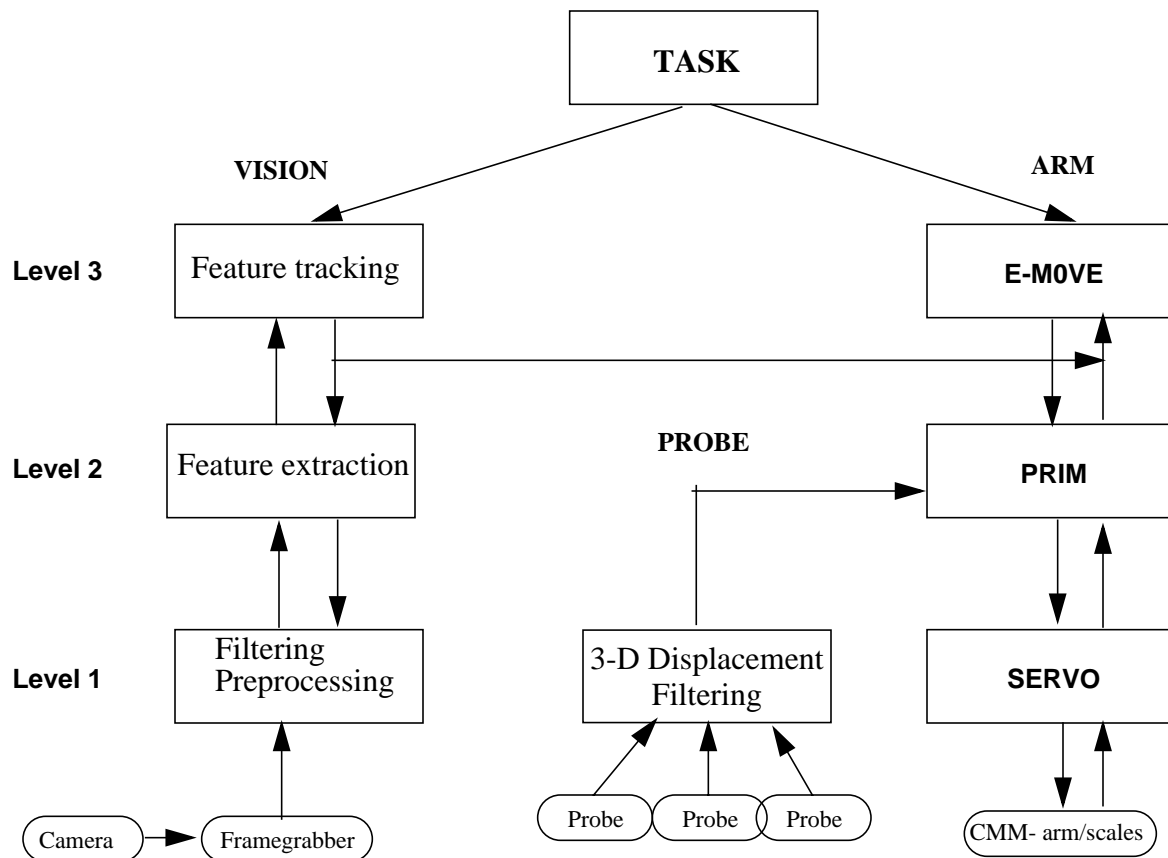 TASK
VISION
ARM
Level 3
Feature tracking
E-M0VE
PROBE
Level 2
Feature extraction
PRIM
Level 1
Filtering
Preprocessing
3-D Displacement
Filtering
SERVO
Camera
Framegrabber
Probe
Probe
Probe
CMM- arm/scales